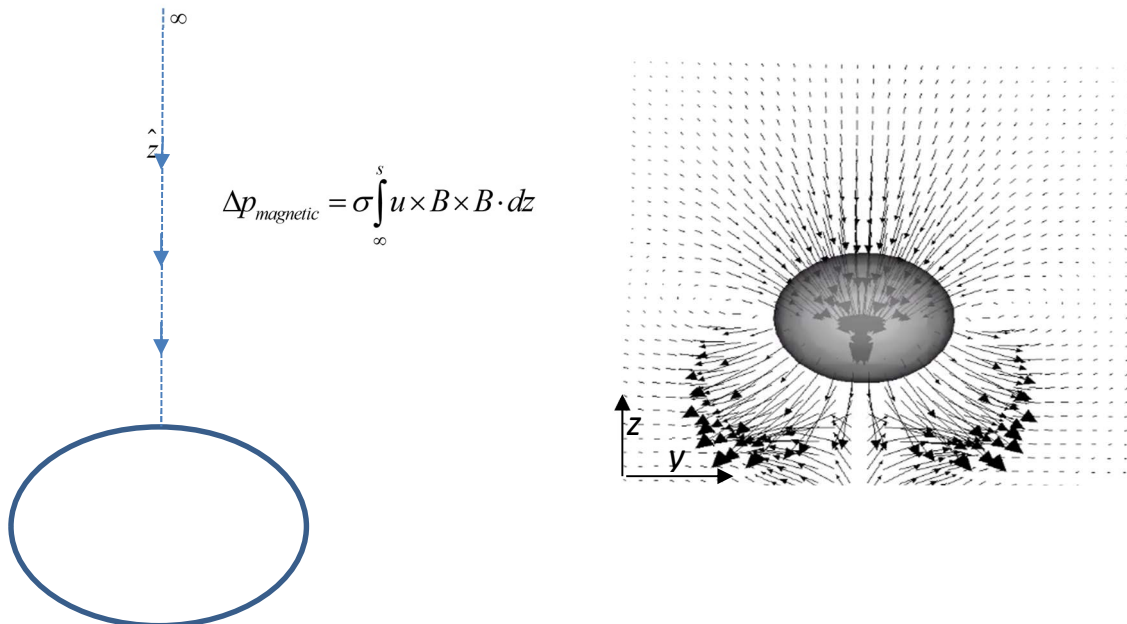 ∞
ẑ
Δp_magnetic = σ∫_∞^s u × B × B · dz
z
y